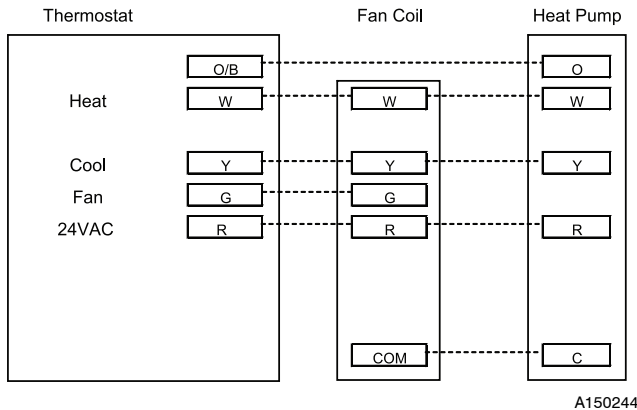 Thermostat Fan Coil Heat Pump
O/B O
Heat W W W
Cool Y Y Y
Fan G G
24VAC R R R
COM C
A150244